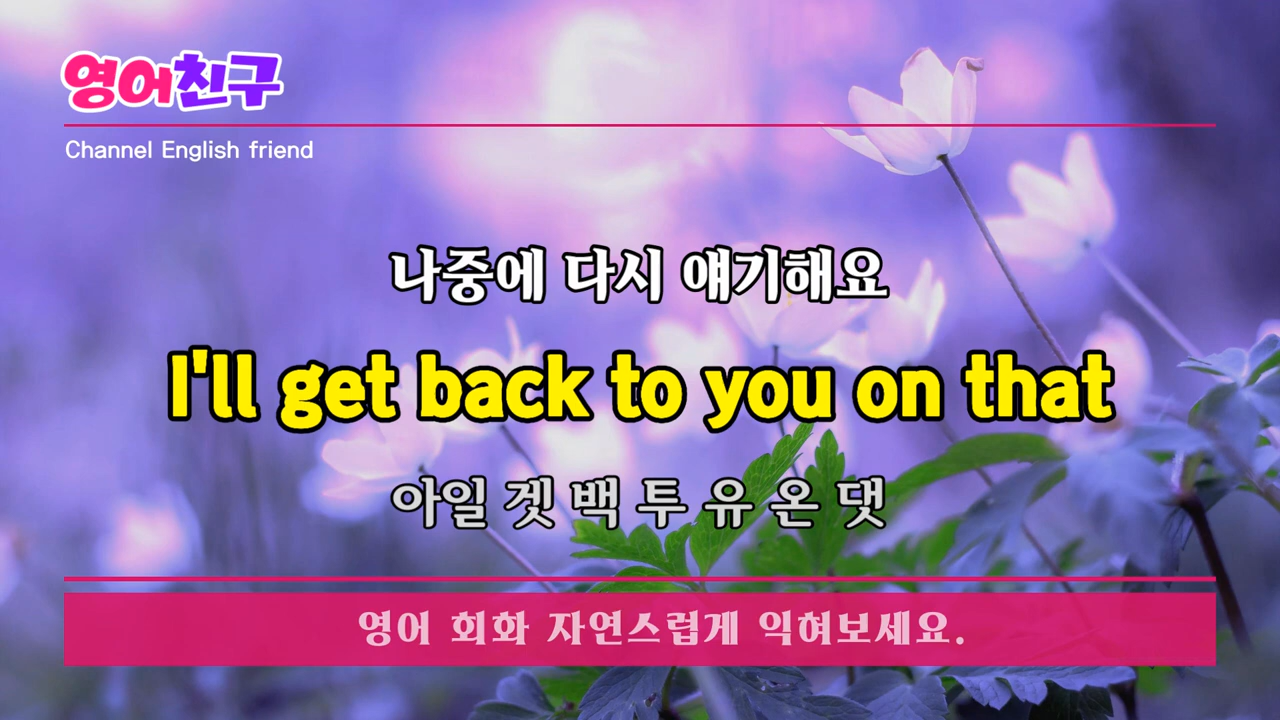 영어친구
Channel English friend
나중에 다시 얘기해요
I'll get back to you on that
아일 겟 백 투 유 온 댓
영어 회화 자연스럽게 익혀보세요.